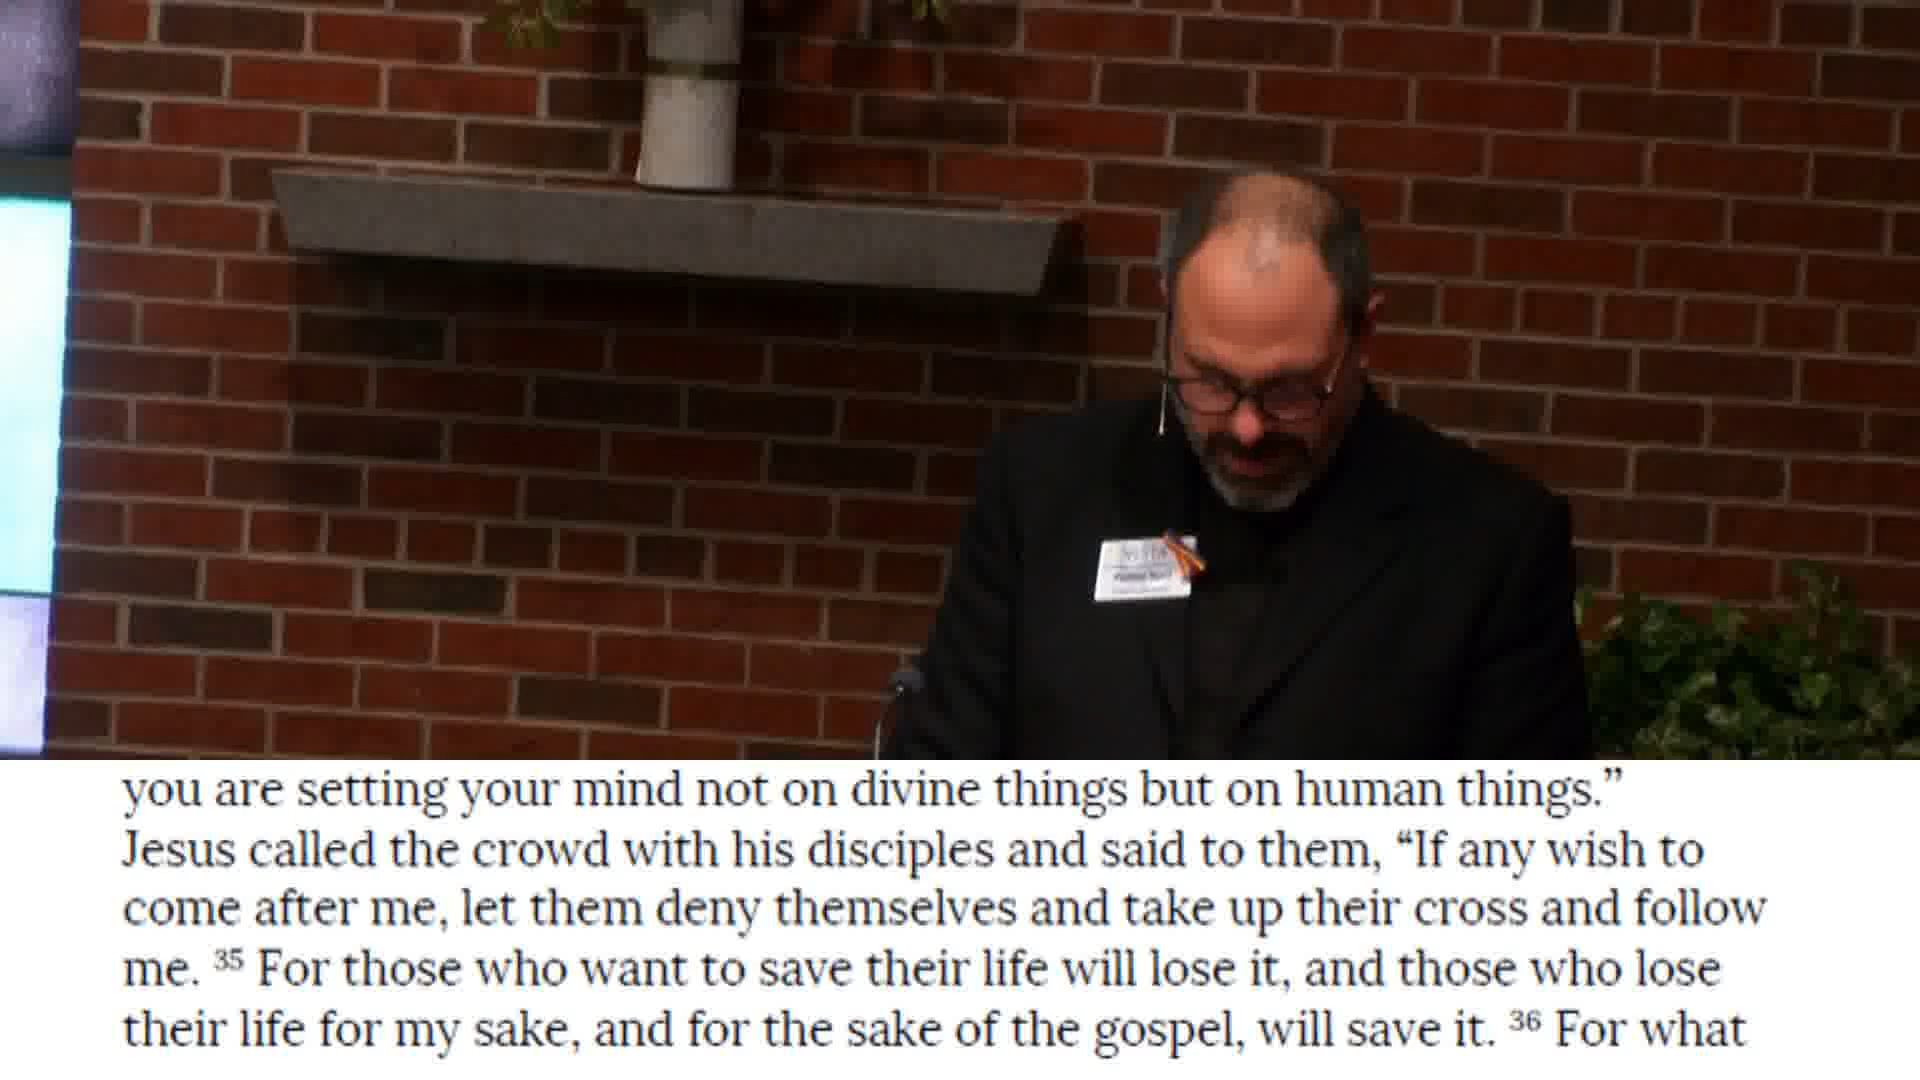 you are setting your mind not on divine things but on human things.”
Jesus called the crowd with his disciples and said to them, “If any wish to
come after me, let them deny themselves and take up their cross and follow
me. ³⁵ For those who want to save their life will lose it, and those who lose
their life for my sake, and for the sake of the gospel, will save it. ³⁶ For what